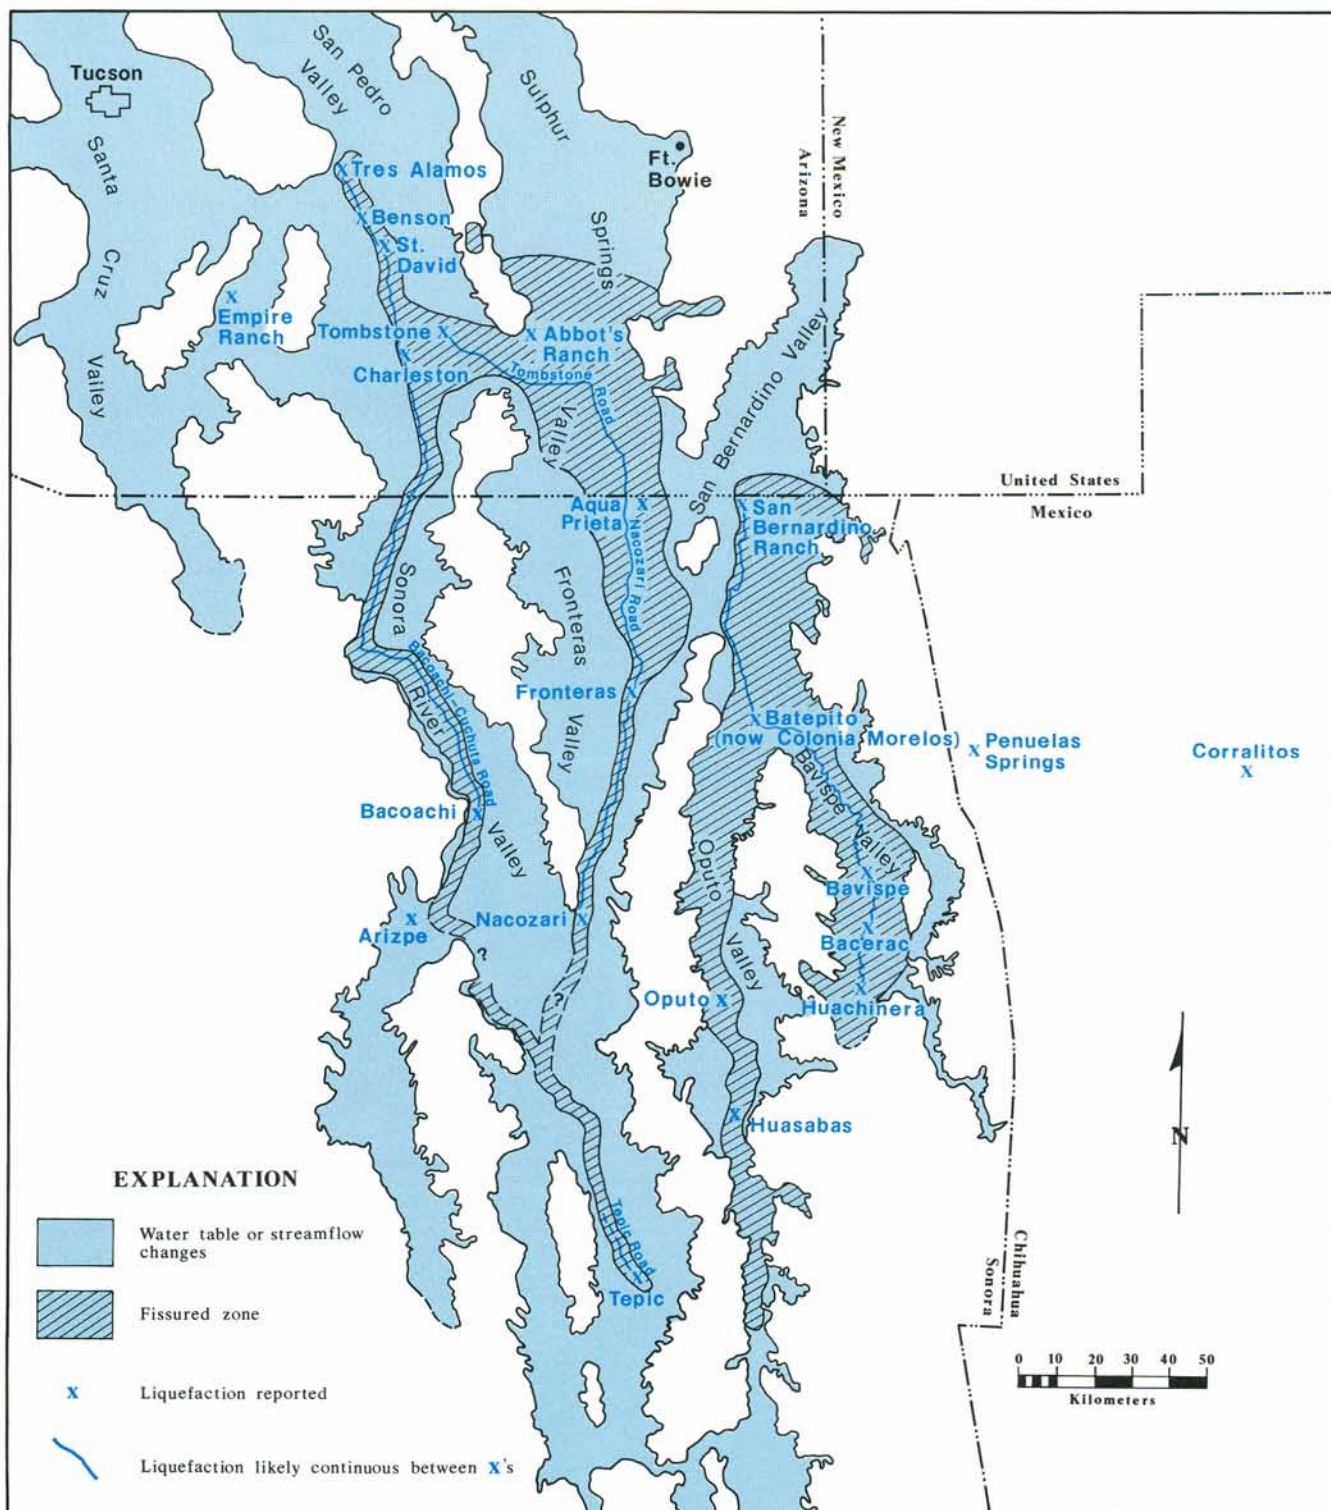 Tucson
San Pedro
Valley
Sulphur
Springs
Valley
Santa
Cruz
Vailey
Ft.
Bowie
New Mexico
Arizona
x Tres Alamos
x Benson
x St.
David
x
Empire
Ranch
Tombstone x
x
Charleston
x Abbot's
Ranch
Tombstone
Road
San Bernardino Valley
United States
Mexico
Aqua x
Prieta
Nacozari Road
x San
Bernardino
Ranch
Sonora
River
Valley
Bacoachi-Cuchuta Road
Fronteras
Valley
Fronteras x
x Batepito
(now Colonia Morelos)
x Penuelas
Springs
Corralitos
x
Bavispe
Valley
Bacoachi x
Oputo
Valley
x
Bavispe
x
Arizpe
Nacozari x
x
Bacerac
?
?
Oputo x
x
Huachinera
x Huasabas
N
Tepic Road
x
Tepic
Chihuahua
Sonora
EXPLANATION
Water table or streamflow
changes
Fissured zone
x Liquefaction reported
Liquefaction likely continuous between x's
0 10 20 30 40 50
Kilometers